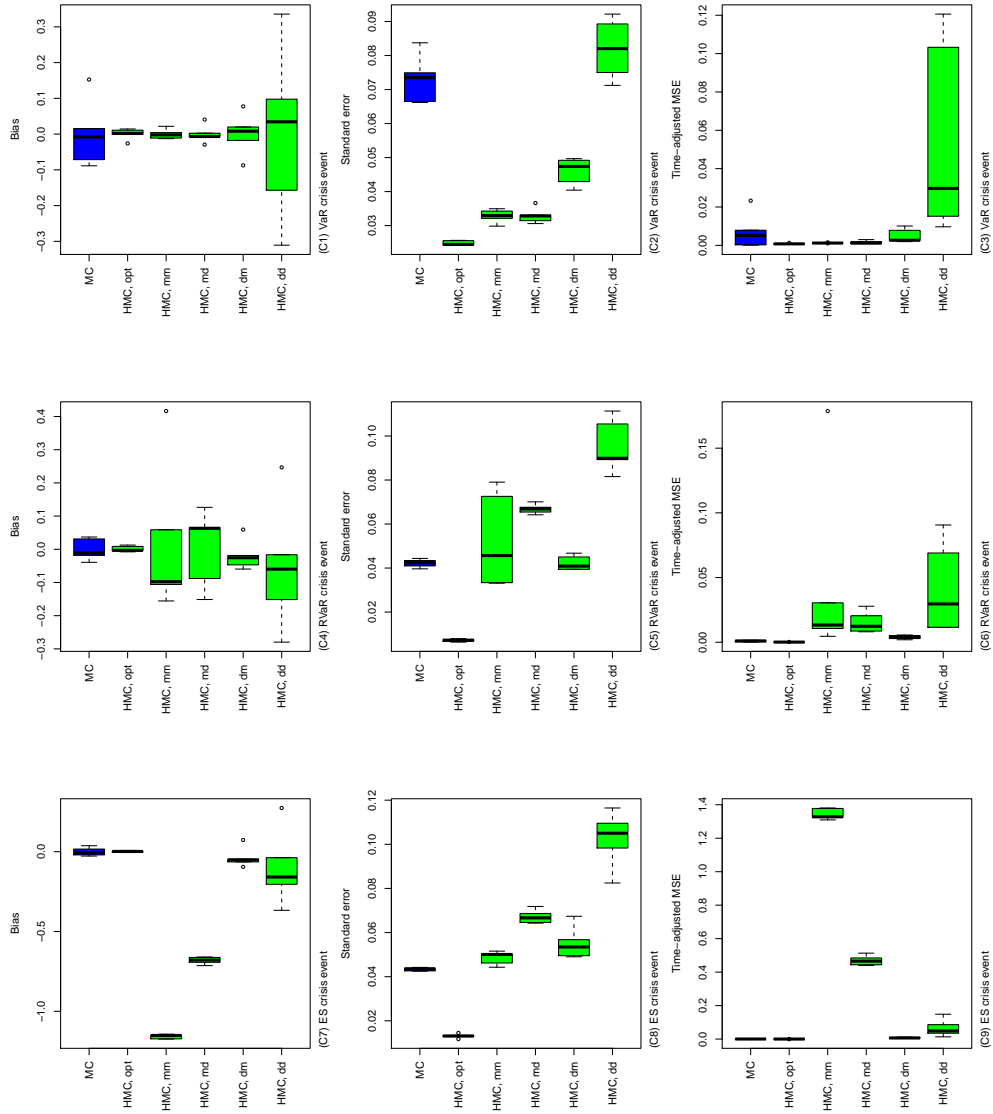 Bias
0.3
0.2
0.1
0.0
−0.1
−0.3
MC
HMC, opt
HMC, mm
HMC, md
HMC, dm
HMC, dd
(C1) VaR crisis event
Standard error
0.09
0.08
0.07
0.06
0.05
0.04
0.03
MC
HMC, opt
HMC, mm
HMC, md
HMC, dm
HMC, dd
(C2) VaR crisis event
Time−adjusted MSE
0.12
0.10
0.08
0.06
0.04
0.02
0.00
MC
HMC, opt
HMC, mm
HMC, md
HMC, dm
HMC, dd
(C3) VaR crisis event
Bias
0.4
0.3
0.2
0.1
0.0
−0.1
−0.2
−0.3
MC
HMC, opt
HMC, mm
HMC, md
HMC, dm
HMC, dd
(C4) RVaR crisis event
Standard error
0.10
0.08
0.06
0.04
0.02
MC
HMC, opt
HMC, mm
HMC, md
HMC, dm
HMC, dd
(C5) RVaR crisis event
Time−adjusted MSE
0.15
0.10
0.05
0.00
MC
HMC, opt
HMC, mm
HMC, md
HMC, dm
HMC, dd
(C6) RVaR crisis event
Bias
0.0
−0.5
−1.0
MC
HMC, opt
HMC, mm
HMC, md
HMC, dm
HMC, dd
(C7) ES crisis event
Standard error
0.12
0.10
0.08
0.06
0.04
0.02
MC
HMC, opt
HMC, mm
HMC, md
HMC, dm
HMC, dd
(C8) ES crisis event
Time−adjusted MSE
1.4
1.2
1.0
0.8
0.6
0.4
0.2
0.0
MC
HMC, opt
HMC, mm
HMC, md
HMC, dm
HMC, dd
(C9) ES crisis event